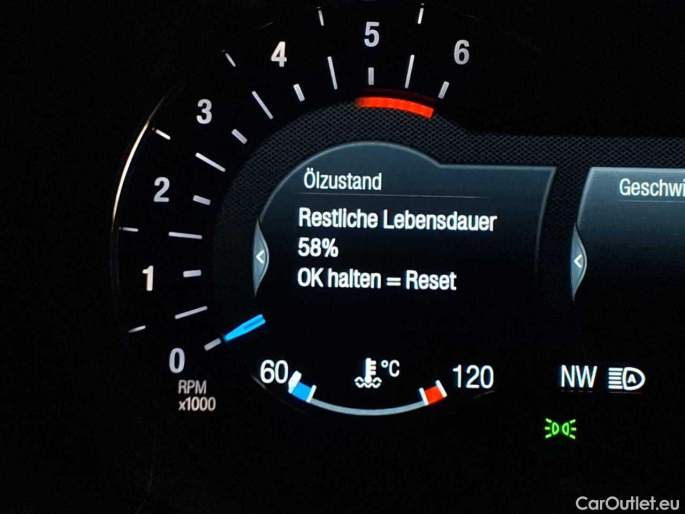 5
4
6
3
Ölzustand
Geschwi
2
Restliche Lebensdauer
58%
1
OK halten = Reset
0
60
°C
120
NW
A
RPM
x1000
CarOutlet.eu